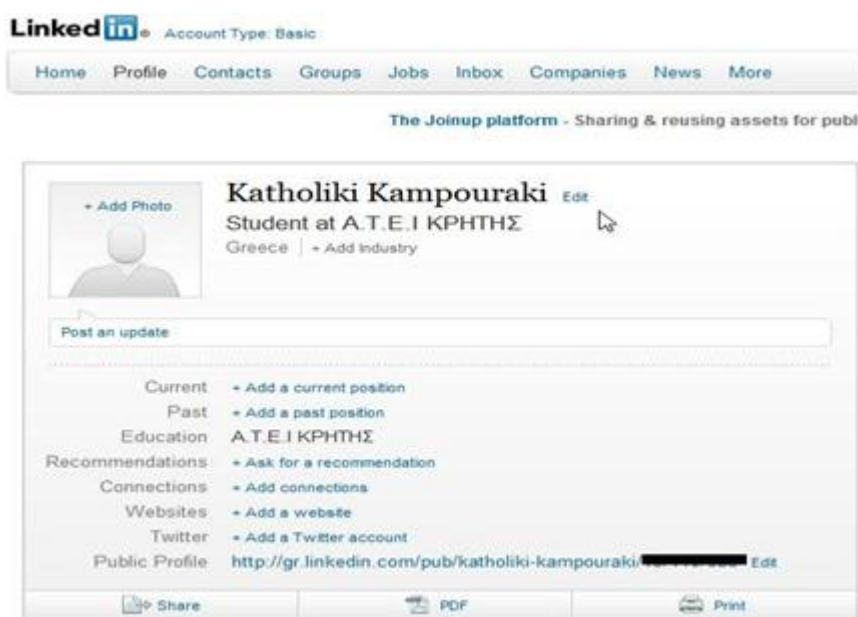 Linked in Account Type: Basic
Home Profile Contacts Groups Jobs Inbox Companies News More
The Joinup platform - Sharing & reusing assets for publ
+ Add Photo
Katholiki Kampouraki Edit
Student at Α.Τ.Ε.Ι ΚΡΗΤΗΣ
Greece + Add Industry
Post an update
Current + Add a current position
Past + Add a past position
Education Α.Τ.Ε.Ι ΚΡΗΤΗΣ
Recommendations + Ask for a recommendation
Connections + Add connections
Websites + Add a website
Twitter + Add a Twitter account
Public Profile http://gr.linkedin.com/pub/katholiki-kampouraki/ Edit
Share PDF Print